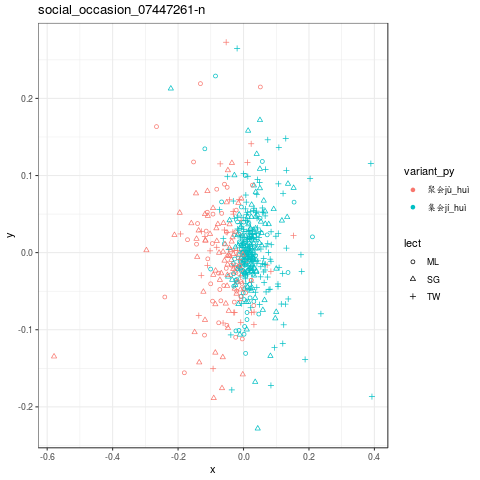 social_occasion_07447261-n
y
0.2
0.1
0.0
-0.1
-0.2
-0.6
-0.4
-0.2
0.0
0.2
0.4
x
variant_py
聚会jù_huì
集会jí_huì
lect
ML
SG
TW